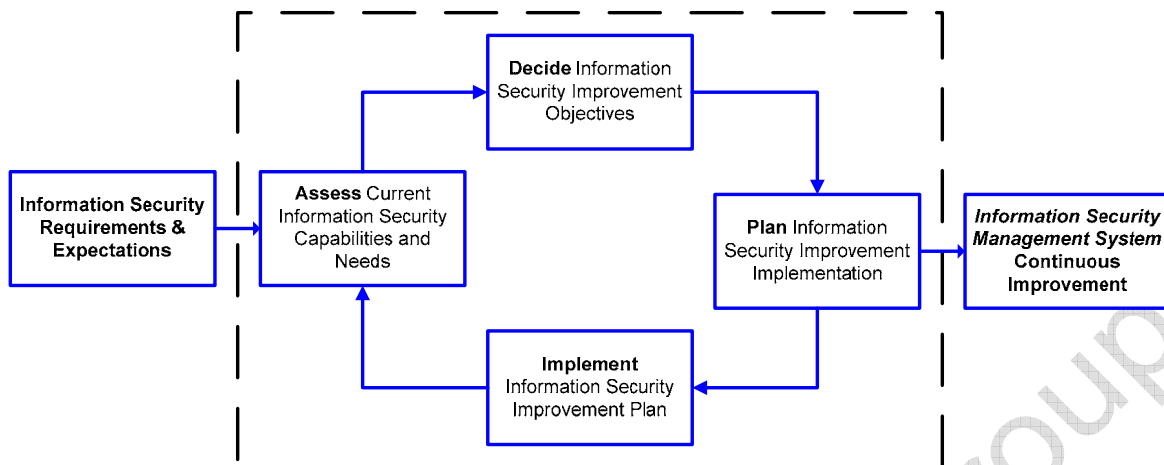 Decide Information
Security Improvement
Objectives
Information Security
Requirements &
Expectations
Assess Current
Information Security
Capabilities and
Needs
Plan Information
Security Improvement
Implementation
Information Security
Management System
Continuous
Improvement
Implement
Information Security
Improvement Plan
roup